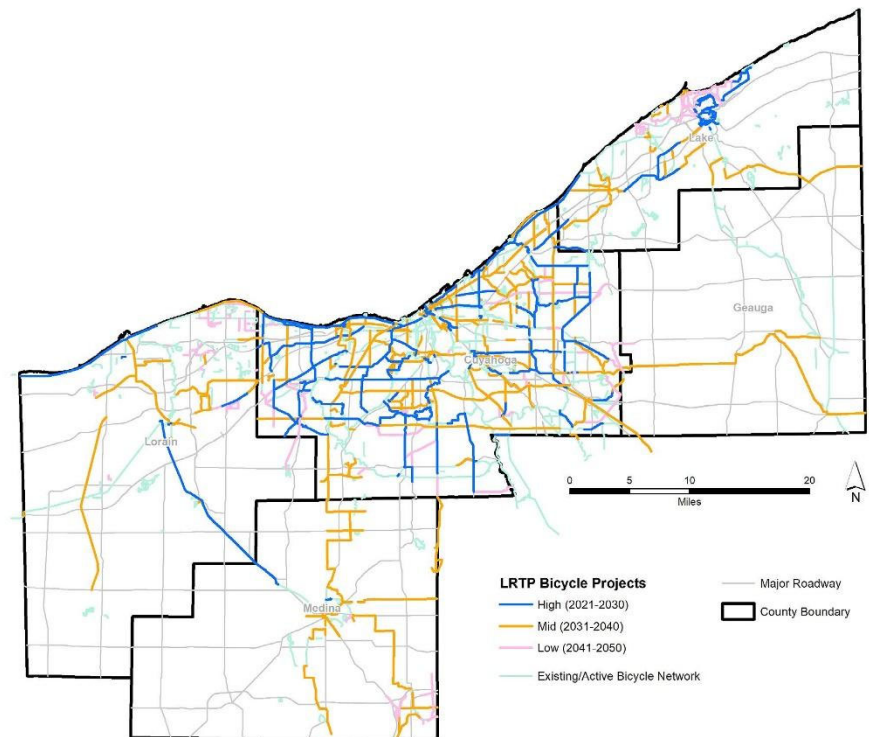 Lake
Geauga
Cuyahoga
Lorain
Medina
0 5 10 20
Miles
N
LRTP Bicycle Projects
High (2021-2030)
Mid (2031-2040)
Low (2041-2050)
Existing/Active Bicycle Network
Major Roadway
County Boundary